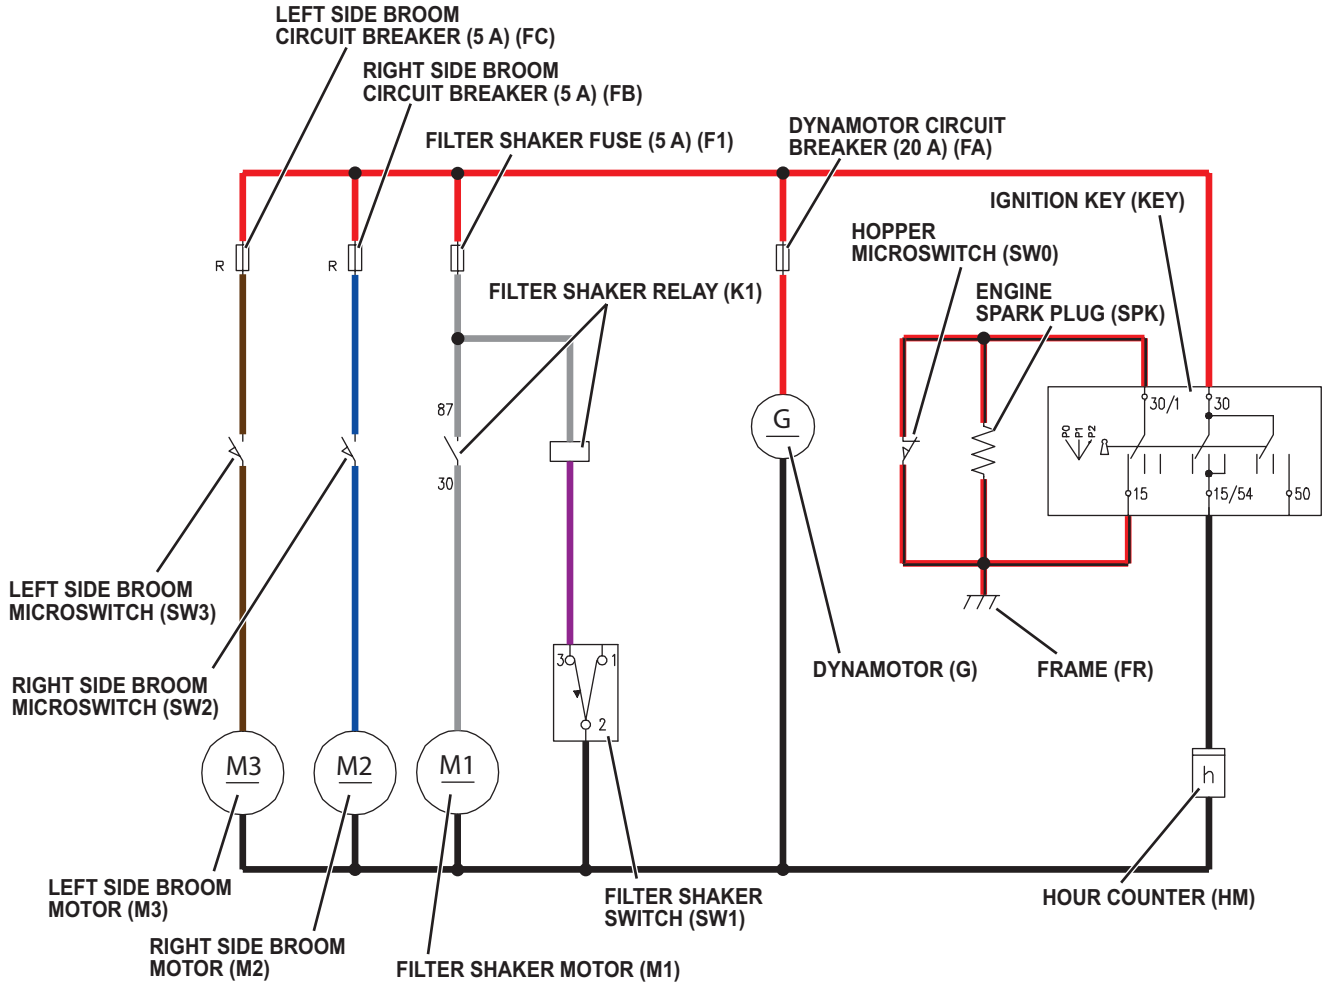 LEFT SIDE BROOM
CIRCUIT BREAKER (5 A) (FC)
RIGHT SIDE BROOM
CIRCUIT BREAKER (5 A) (FB)
FILTER SHAKER FUSE (5 A) (F1)
DYNAMOTOR CIRCUIT
BREAKER (20 A) (FA)
IGNITION KEY (KEY)
HOPPER
MICROSWITCH (SW0)
R
R
FILTER SHAKER RELAY (K1)
ENGINE
SPARK PLUG (SPK)
87
30
G
30/1
30
P0
P1
P2
15
15/54
50
LEFT SIDE BROOM
MICROSWITCH (SW3)
RIGHT SIDE BROOM
MICROSWITCH (SW2)
3
1
2
DYNAMOTOR (G)
FRAME (FR)
M3
M2
M1
h
LEFT SIDE BROOM
MOTOR (M3)
RIGHT SIDE BROOM
MOTOR (M2)
FILTER SHAKER MOTOR (M1)
FILTER SHAKER
SWITCH (SW1)
HOUR COUNTER (HM)